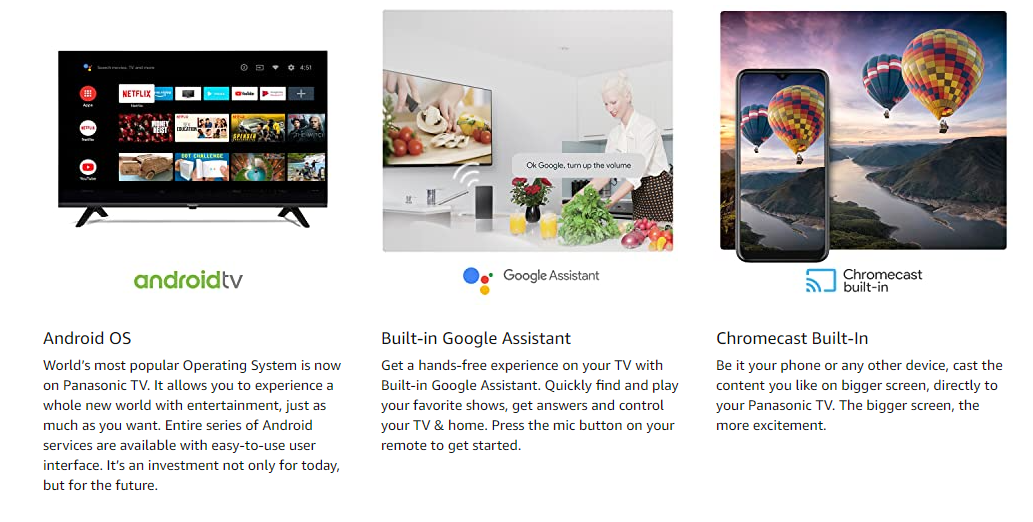 Search movies, TV and more
4:51
NETFLIX
Apps
Netflix
YouTube
MONEY
HEIST
EDUCATION
DOT CHALLENGE
androidtv
Android OS
World's most popular Operating System is now
on Panasonic TV. It allows you to experience a
whole new world with entertainment, just as
much as you want. Entire series of Android
services are available with easy-to-use user
interface. It's an investment not only for today,
but for the future.
Ok Google, turn up the volume
Google Assistant
Built-in Google Assistant
Get a hands-free experience on your TV with
Built-in Google Assistant. Quickly find and play
your favorite shows, get answers and control
your TV & home. Press the mic button on your
remote to get started.
Chromecast
built-in
Chromecast Built-In
Be it your phone or any other device, cast the
content you like on bigger screen, directly to
your Panasonic TV. The bigger screen, the
more excitement.